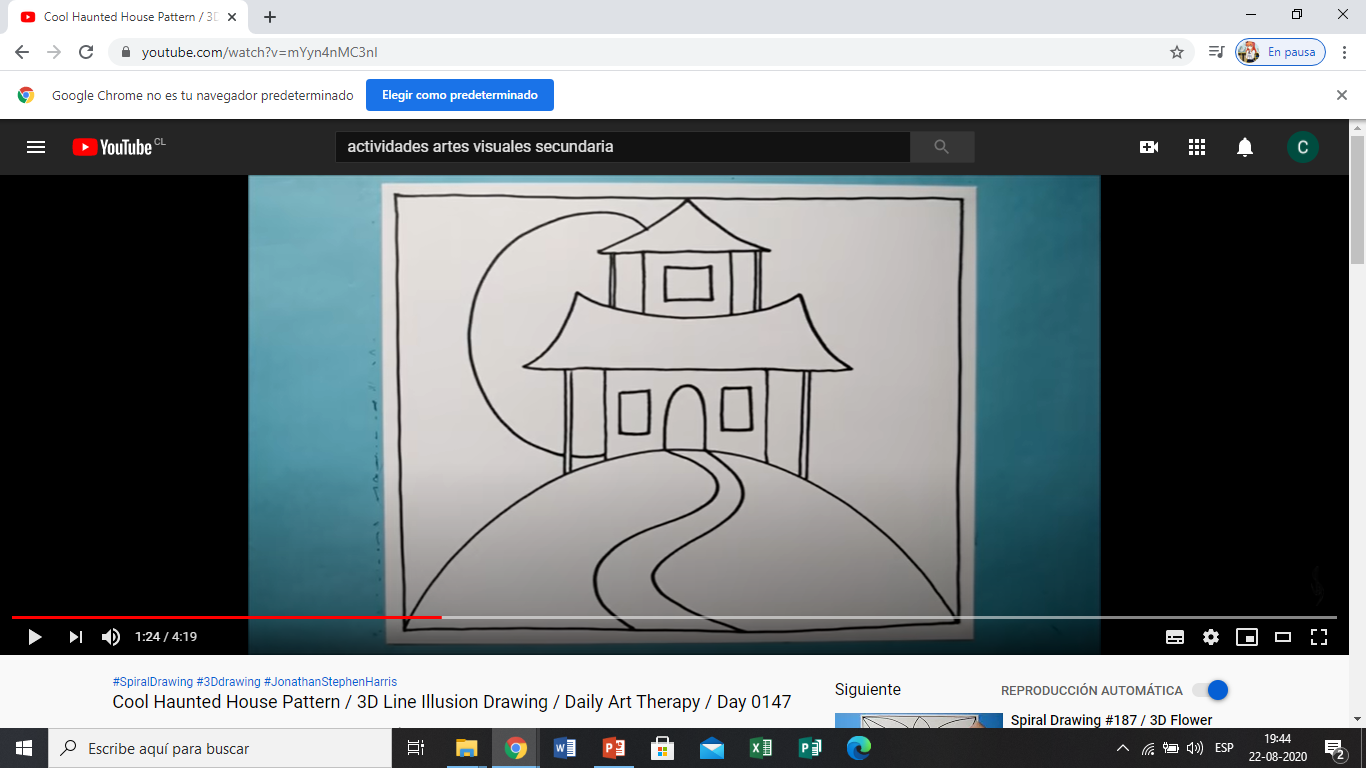 Cool Haunted House Pattern / 3D
youtube.com/watch?v=mYyn4nMC3nI
En pausa
Google Chrome no es tu navegador predeterminado
Elegir como predeterminado
YouTube CL
actividades artes visuales secundaria
C
1:24 / 4:19
#SpiralDrawing #3Ddrawing #JonathanStephenHarris
Cool Haunted House Pattern / 3D Line Illusion Drawing / Daily Art Therapy / Day 0147
Siguiente
REPRODUCCIÓN AUTOMÁTICA
Spiral Drawing #187 / 3D Flower
Escribe aquí para buscar
ESP
19:44
22-08-2020
2